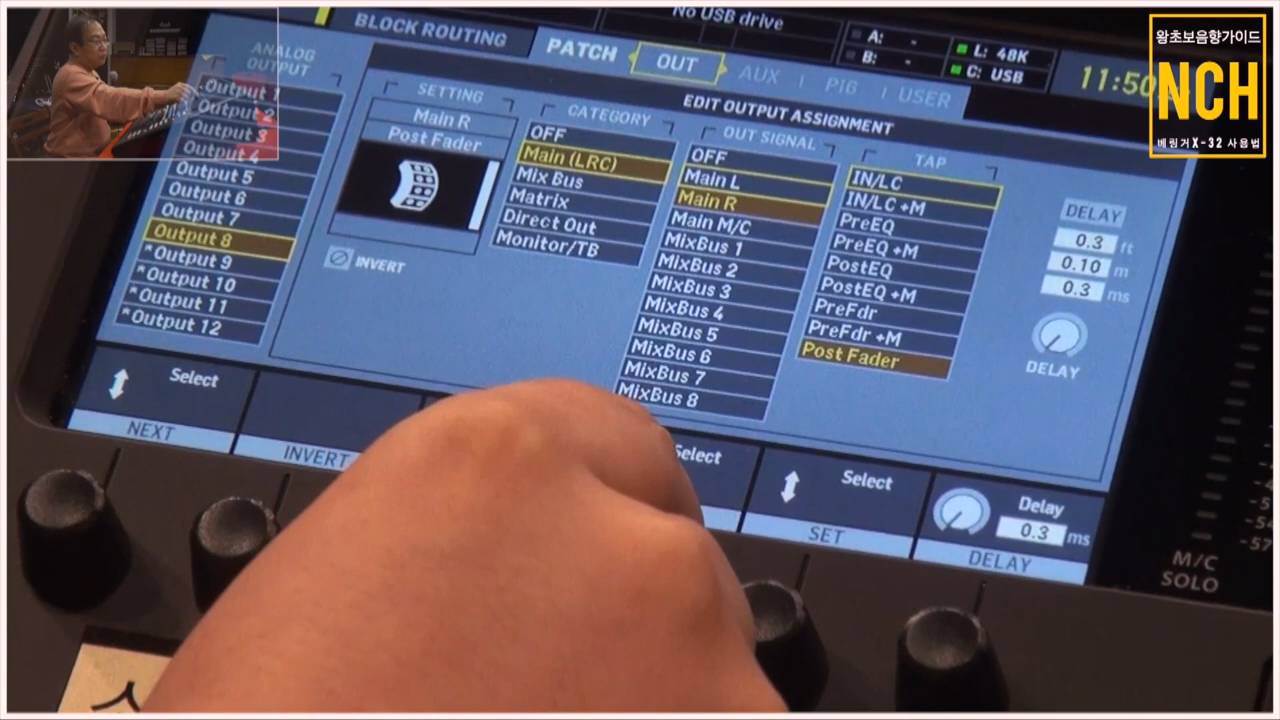 No USB drive
A: -
B: -
L: 48K
C: USB
11:50
왕초보음향가이드
NCH
베링거X-32 사용법
BLOCK ROUTING
PATCH
OUT
AUX
P16
USER
EDIT OUTPUT ASSIGNMENT
ANALOG
OUTPUT
Output 1
Output 2
Output 3
Output 4
Output 5
Output 6
Output 7
Output 8
*Output 9
*Output 10
*Output 11
*Output 12
SETTING
Main R
Post Fader
INVERT
CATEGORY
OFF
Main (LRC)
Mix Bus
Matrix
Direct Out
Monitor/TB
OUT SIGNAL
OFF
Main L
Main R
Main M/C
MixBus 1
MixBus 2
MixBus 3
MixBus 4
MixBus 5
MixBus 6
MixBus 7
MixBus 8
TAP
IN/LC
IN/LC +M
PreEQ
PreEQ +M
PostEQ
PostEQ +M
PreFdr
PreFdr +M
Post Fader
DELAY
0.3 ft
0.10 m
0.3 ms
DELAY
Select
NEXT
INVERT
Select
Select
SET
Delay
0.3 ms
DELAY
-57
M/C
SOLO